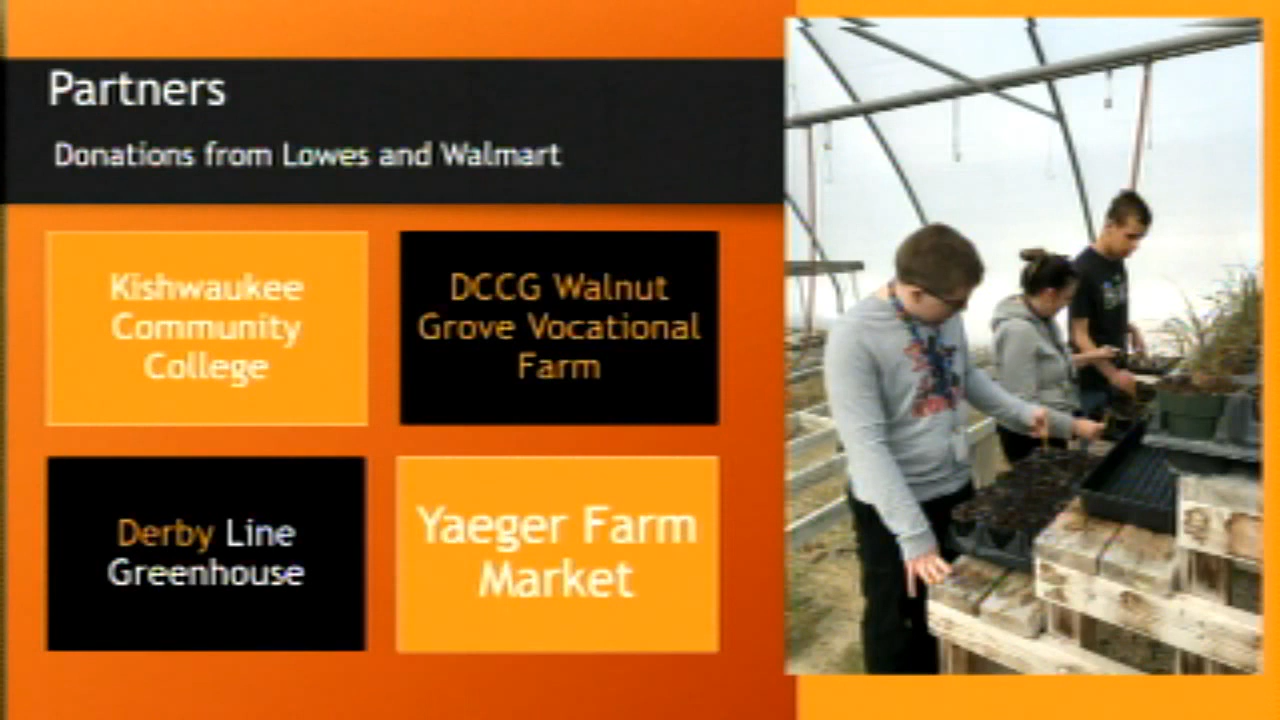 Partners
Donations from Lowes and Walmart
Kishwaukee
Community
College
DCCG Walnut
Grove Vocational
Farm
Derby Line
Greenhouse
Yaeger Farm
Market